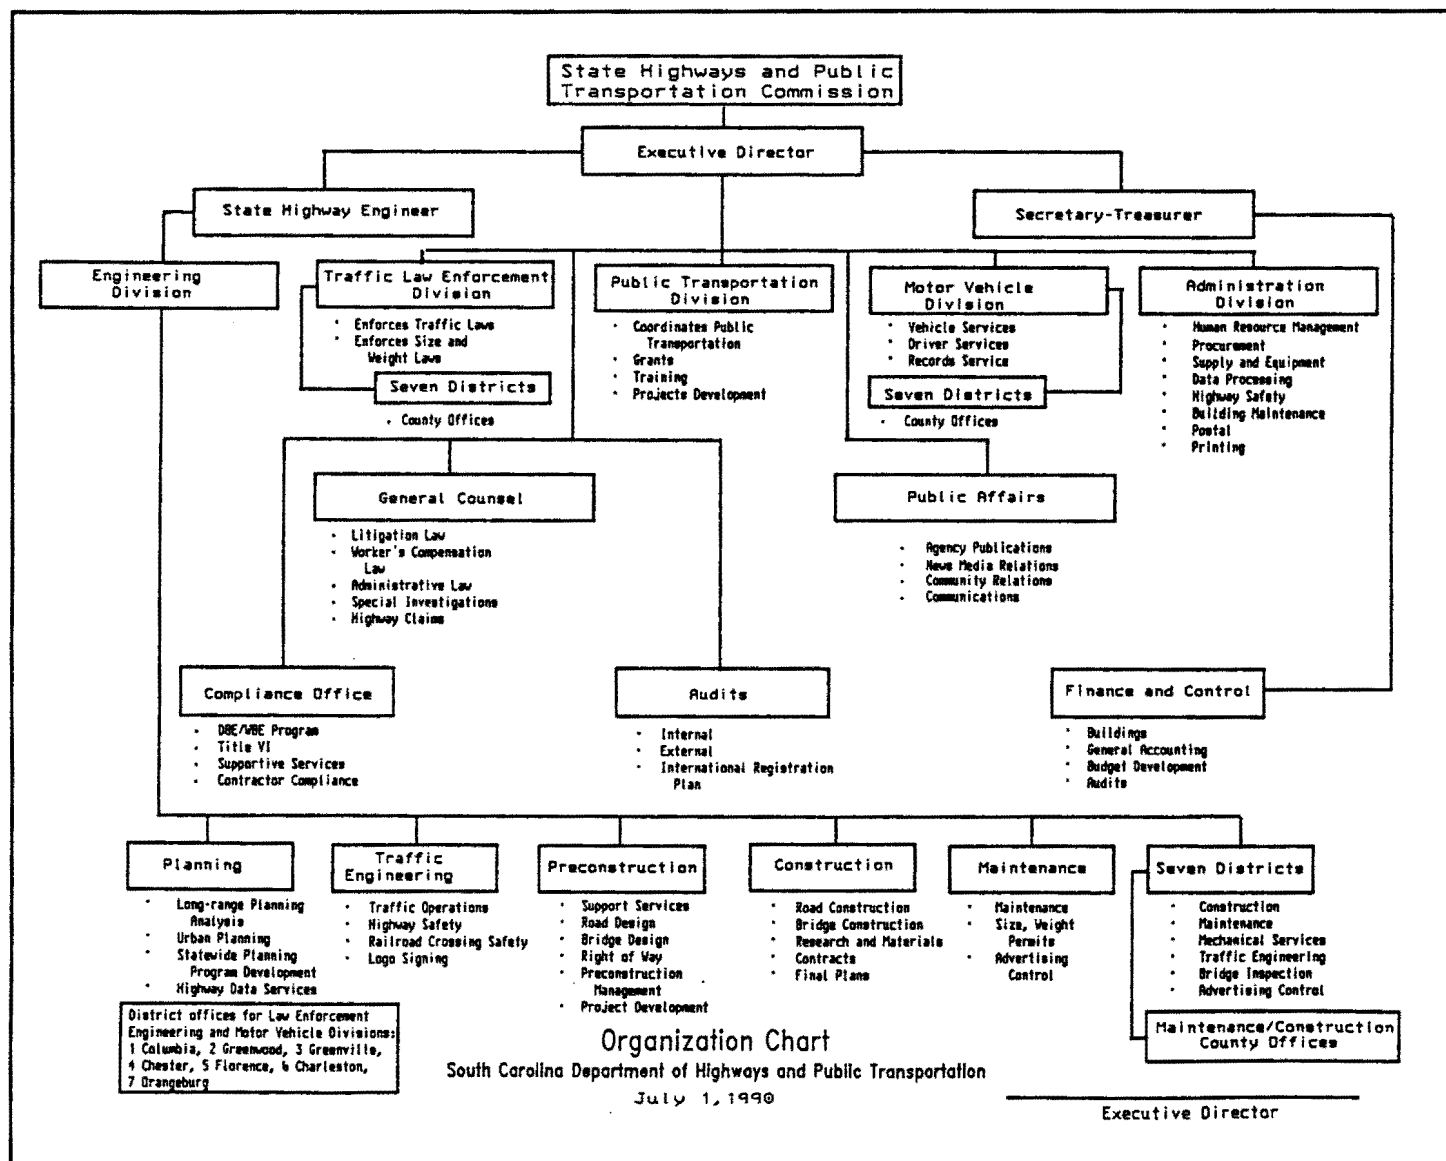 State Highways and Public
Transportation Commission
Executive Director
State Highway Engineer
Secretary-Treasurer
Engineering
Division
Traffic Law Enforcement
Division
· Enforces Traffic Laws
· Enforces Size and
Weight Laws
Seven Districts
· County Offices
Public Transportation
Division
· Coordinates Public
Transportation
· Grants
· Training
· Projects Development
Motor Vehicle
Division
· Vehicle Services
· Driver Services
· Records Service
Seven Districts
· County Offices
Administration
Division
· Human Resource Management
· Procurement
· Supply and Equipment
· Data Processing
· Highway Safety
· Building Maintenance
· Postal
· Printing
General Counsel
· Litigation Law
· Worker's Compensation
Law
· Administrative Law
· Special Investigations
· Highway Claims
Public Affairs
· Agency Publications
· News Media Relations
· Community Relations
· Communications
Compliance Office
· DBE/WBE Program
· Title VI
· Supportive Services
· Contractor Compliance
Audits
· Internal
· External
· International Registration
Plan
Finance and Control
· Buildings
· General Accounting
· Budget Development
· Audits
Planning
· Long-range Planning
Analysis
· Urban Planning
· Statewide Planning
Program Development
· Highway Data Services
Traffic
Engineering
· Traffic Operations
· Highway Safety
· Railroad Crossing Safety
· Logo Signing
Preconstruction
· Support Services
· Road Design
· Bridge Design
· Right of Way
· Preconstruction
Management
· Project Development
Construction
· Road Construction
· Bridge Construction
· Research and Materials
· Contracts
· Final Plans
Maintenance
· Maintenance
· Size, Weight
Permits
· Advertising
Control
Seven Districts
· Construction
· Maintenance
· Mechanical Services
· Traffic Engineering
· Bridge Inspection
· Advertising Control
Maintenance/Construction
County Offices
District offices for Law Enforcement
Engineering and Motor Vehicle Divisions:
1 Columbia, 2 Greenwood, 3 Greenville,
4 Chester, 5 Florence, 6 Charleston,
7 Orangeburg
Organization Chart
South Carolina Department of Highways and Public Transportation
July 1, 1990
Executive Director